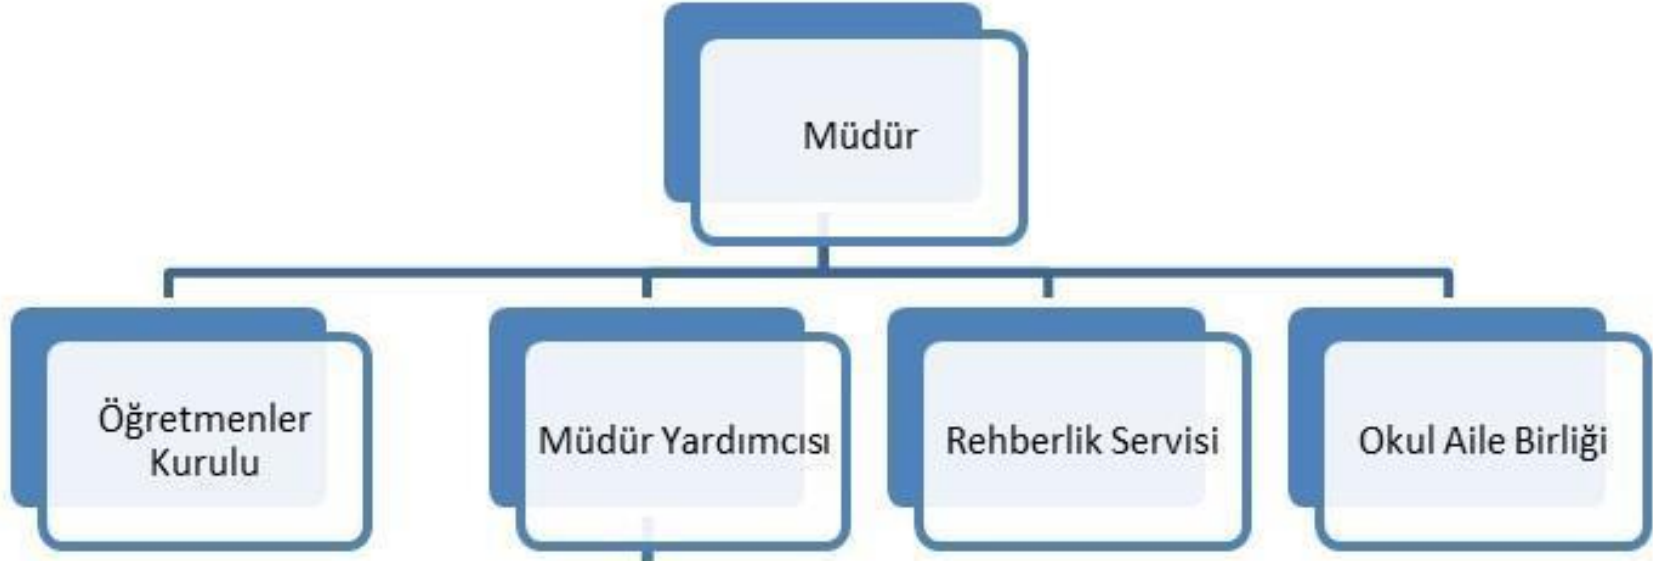 Müdür
Öğretmenler
Kurulu
Müdür Yardımcısı
Rehberlik Servisi
Okul Aile Birliği